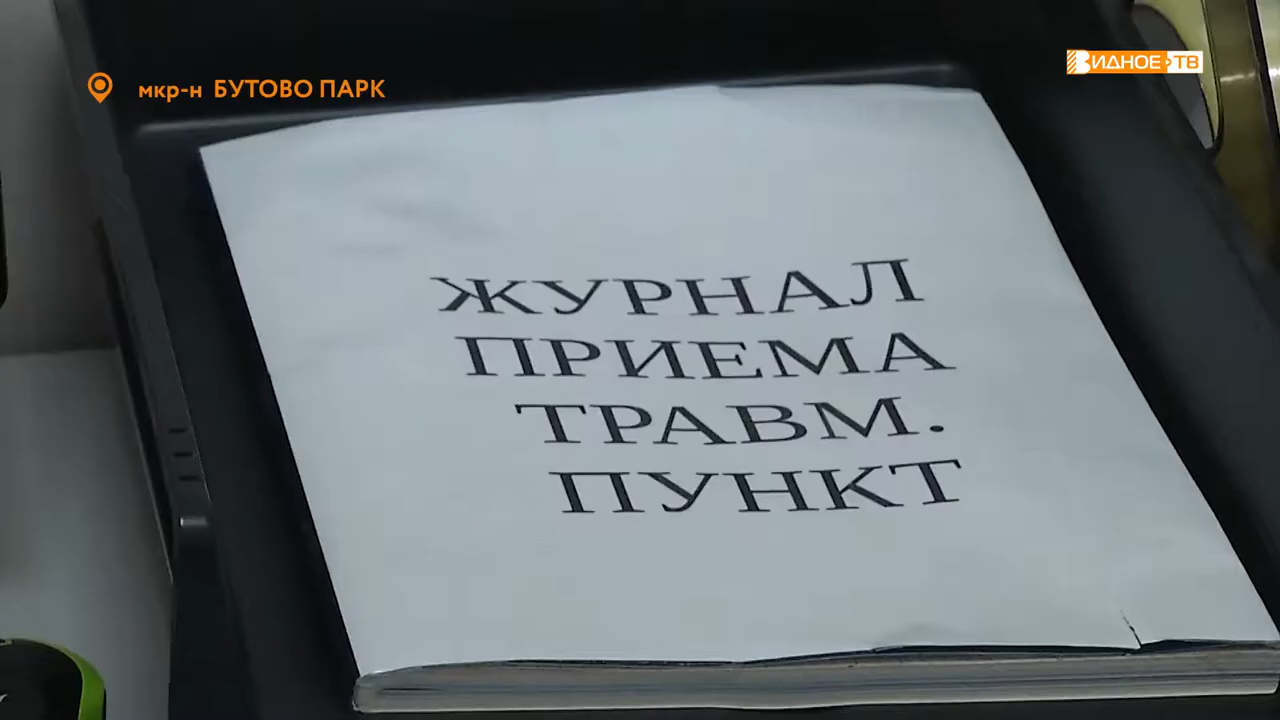 мкр-н БУТОВО ПАРК
ВИДНОЕ ТВ
ЖУРНАЛ
ПРИЕМА
ТРАВМ.
ПУНКТ